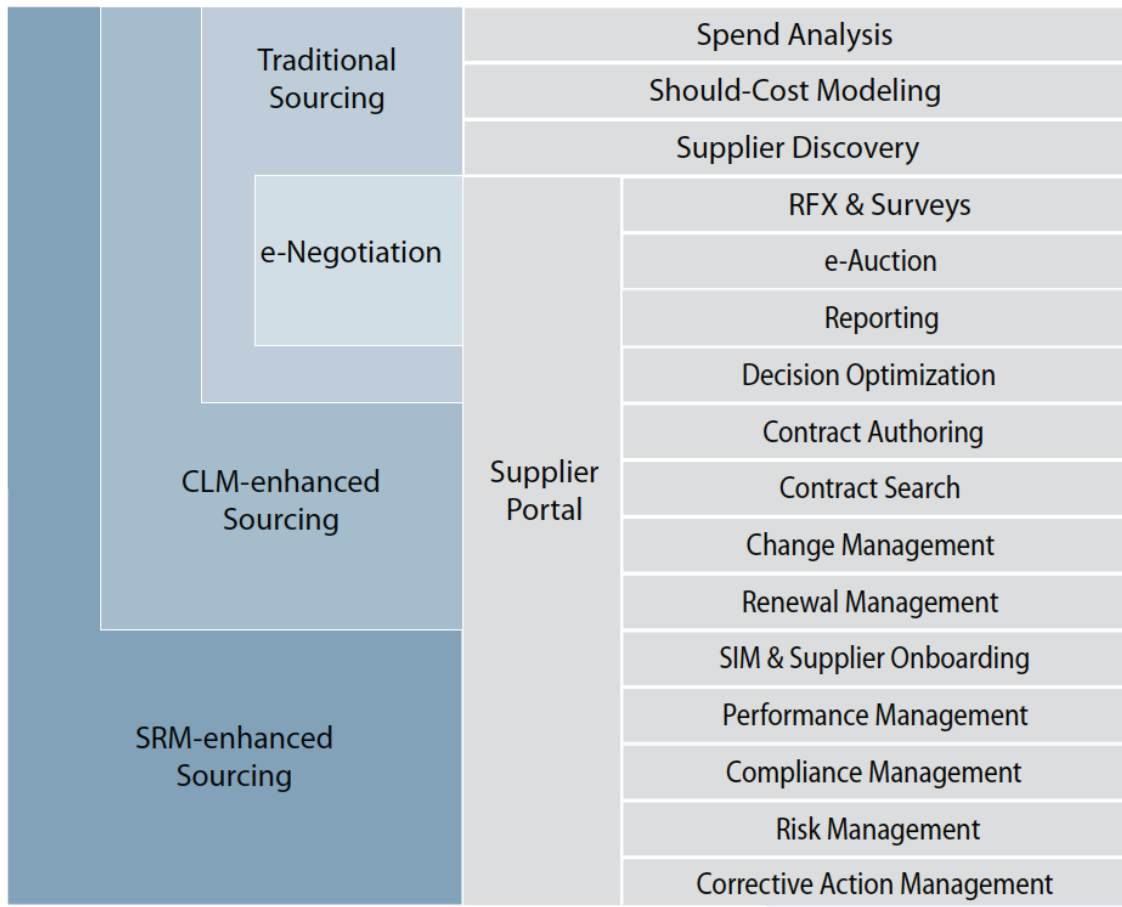 Traditional
Sourcing
e-Negotiation
CLM-enhanced
Sourcing
SRM-enhanced
Sourcing
Spend Analysis
Should-Cost Modeling
Supplier Discovery
Supplier
Portal
RFX & Surveys
e-Auction
Reporting
Decision Optimization
Contract Authoring
Contract Search
Change Management
Renewal Management
SIM & Supplier Onboarding
Performance Management
Compliance Management
Risk Management
Corrective Action Management